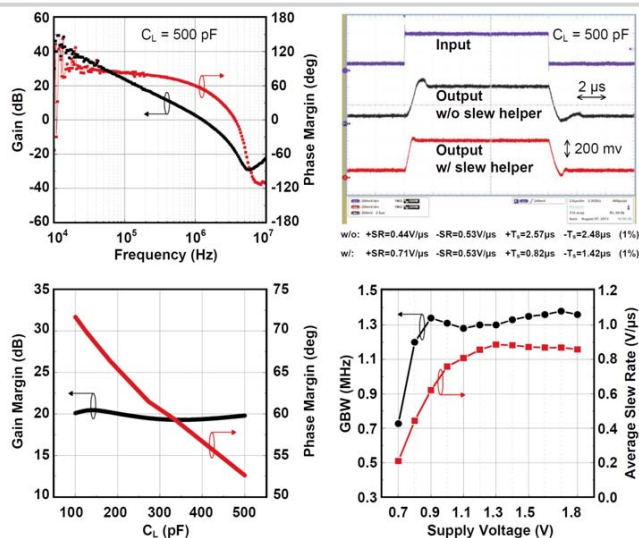 60
40
20
0
-20
-40
-60
Gain (dB)
180
120
60
0
-60
-120
-180
Phase Margin (deg)
C_L = 500 pF
10^4
10^5
10^6
10^7
Frequency (Hz)
Input
C_L = 500 pF
Output
w/o slew helper
2 µs
Output
w/ slew helper
200 mv
w/o: +SR=0.44V/µs -SR=0.53V/µs +T_s=2.57µs -T_s=2.48µs (1%)
w/: +SR=0.71V/µs -SR=0.53V/µs +T_s=0.82µs -T_s=1.42µs (1%)
35
30
25
20
15
10
Gain Margin (dB)
75
70
65
60
55
50
Phase Margin (deg)
100
200
300
400
500
C_L (pF)
1.5
1.3
1.1
0.9
0.7
0.5
0.3
GBW (MHz)
1.2
1.0
0.8
0.6
0.4
0.2
0.0
Average Slew Rate (V/µs)
0.7
0.9
1.1
1.3
1.5
1.8
Supply Voltage (V)